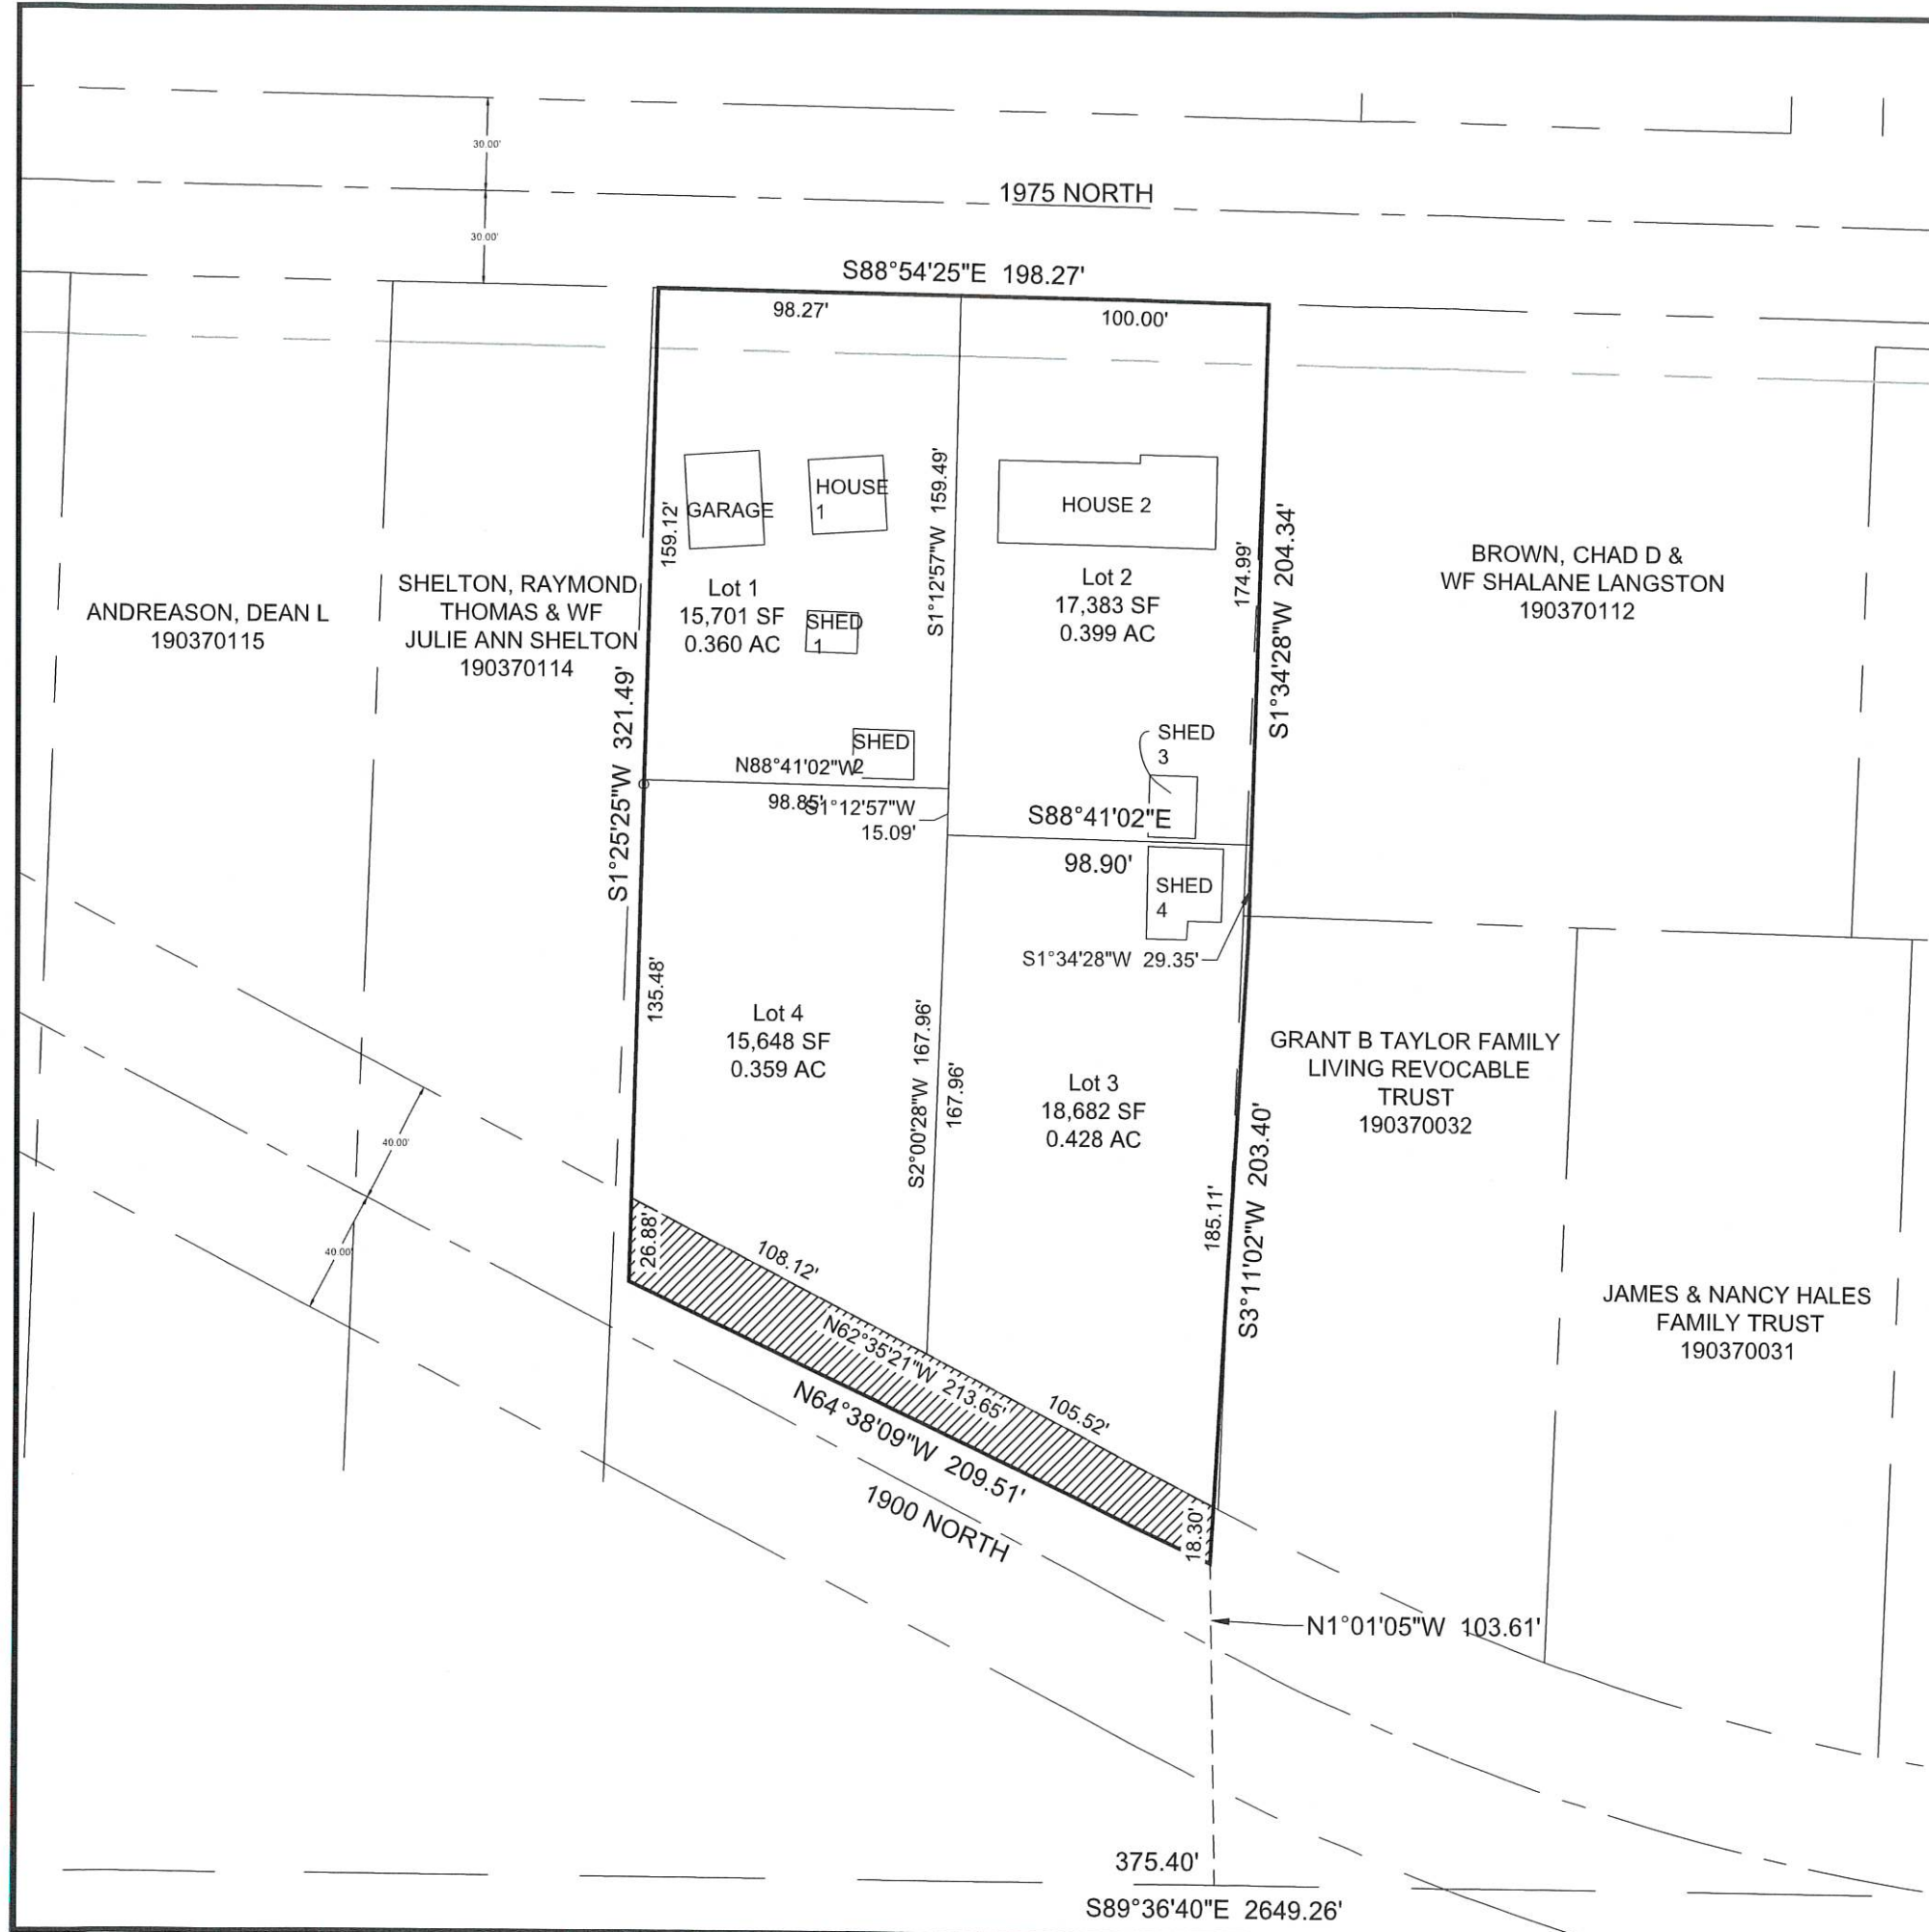 30.00'
1975 NORTH
30.00'
S88°54'25"E 198.27'
98.27'
100.00'
S1°12'57"W 159.49'
HOUSE
1
GARAGE
HOUSE 2
159.12'
174.99'
S1°34'28"W 204.34'
BROWN, CHAD D &
WF SHALANE LANGSTON
190370112
ANDREASON, DEAN L
190370115
SHELTON, RAYMOND
THOMAS & WF
JULIE ANN SHELTON
190370114
Lot 1
15,701 SF
0.360 AC
SHED
1
Lot 2
17,383 SF
0.399 AC
S1°25'25"W 321.49'
SHED
2
SHED
3
N88°41'02"W
98.85'
S1°12'57"W
15.09'
S88°41'02"E
98.90'
SHED
4
S1°34'28"W 29.35'
135.48'
Lot 4
15,648 SF
0.359 AC
S2°00'28"W 167.96'
167.96'
Lot 3
18,682 SF
0.428 AC
GRANT B TAYLOR FAMILY
LIVING REVOCABLE
TRUST
190370032
40.00'
40.00'
185.11'
S3°11'02"W 203.40'
26.88'
108.12'
N62°35'21"W 213.65'
105.52'
N64°38'09"W 209.51'
1900 NORTH
18.30'
JAMES & NANCY HALES
FAMILY TRUST
190370031
N1°01'05"W 103.61'
375.40'
S89°36'40"E 2649.26'